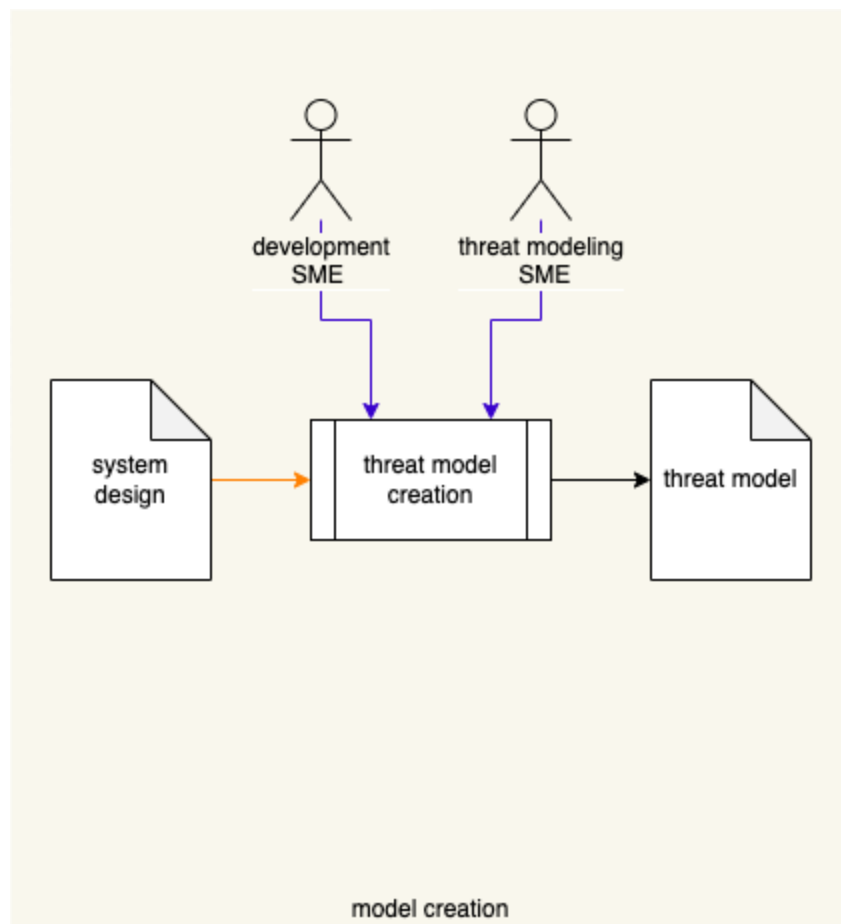 development
SME
threat modeling
SME
system
design
threat model
creation
threat model
model creation